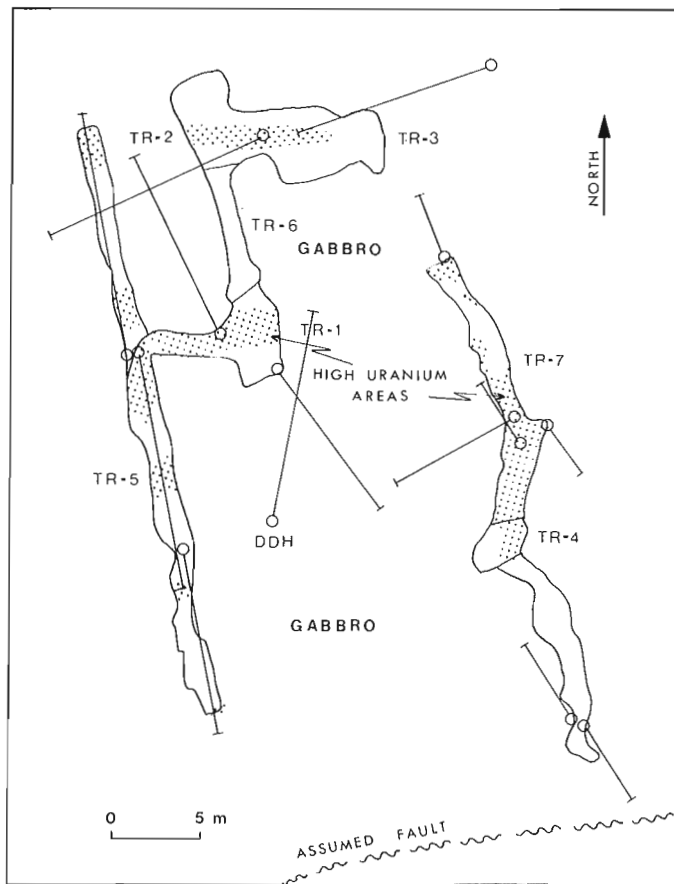 TR-2
TR-3
NORTH
TR-6
GABBRO
TR-1
HIGH URANIUM
AREAS
TR-7
TR-5
DDH
TR-4
GABBRO
0 5 m
ASSUMED FAULT